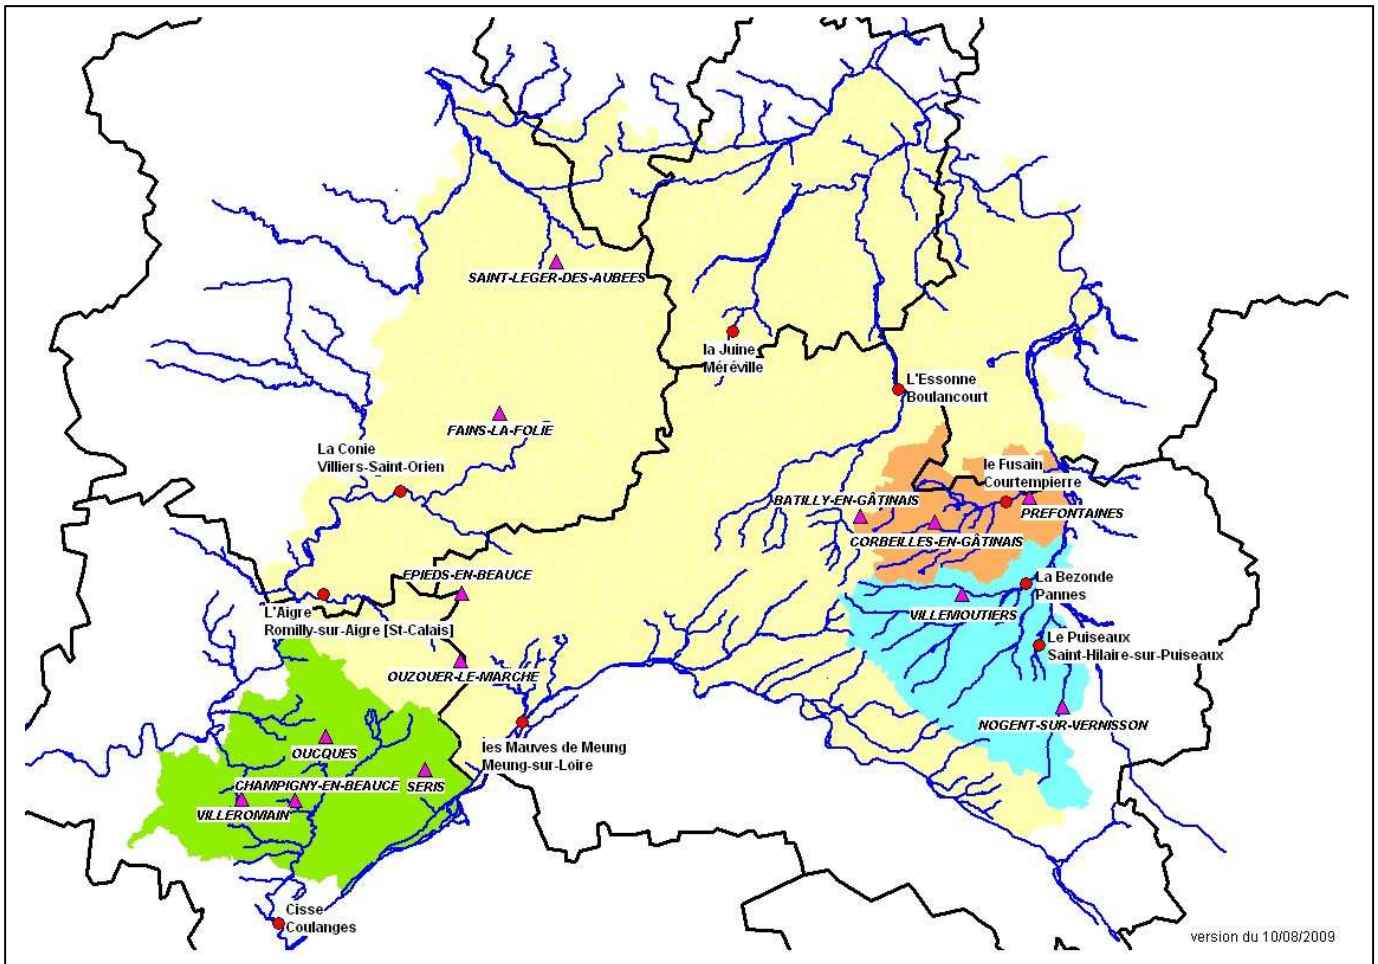 SAINT-LEGER-DES-AUBEES
la Juine
Méréville
L'Essonne
Boulancourt
FAINS-LA-FOLIE
La Conie
Villiers-Saint-Orien
le Fusain
Courtempierre
BATILLY-EN-GÂTINAIS
PREFONTAINES
CORBEILLES-EN-GÂTINAIS
EPIEDS-EN-BEAUCE
La Bezonde
Pannes
L'Aigre
Romilly-sur-Aigre [St-Calais]
VILLEMOUTIERS
Le Puiseaux
Saint-Hilaire-sur-Puiseaux
OUZOUER-LE-MARCHE
NOGENT-SUR-VERNISSON
les Mauves de Meung
Meung-sur-Loire
OUCQUES
CHAMPIGNY-EN-BEAUCE
SERIS
VILLEROMAIN
Cisse
Coulanges
version du 10/08/2009